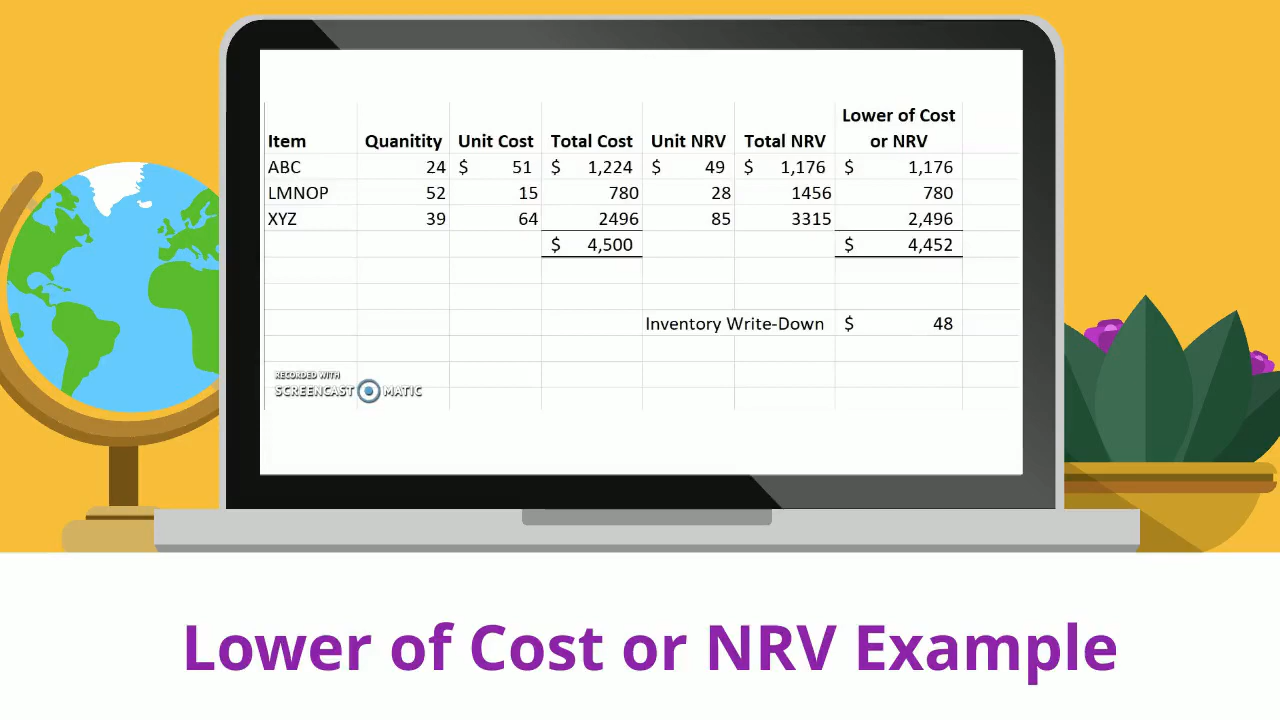 Lower of Cost
Item Quanitity Unit Cost Total Cost Unit NRV Total NRV or NRV
ABC 24 $ 51 $ 1,224 $ 49 $ 1,176 $ 1,176
LMNOP 52 15 780 28 1456 780
XYZ 39 64 2496 85 3315 2,496
$ 4,500 $ 4,452
Inventory Write-Down $ 48
RECORDED WITH
SCREENCAST MATIC
Lower of Cost or NRV Example